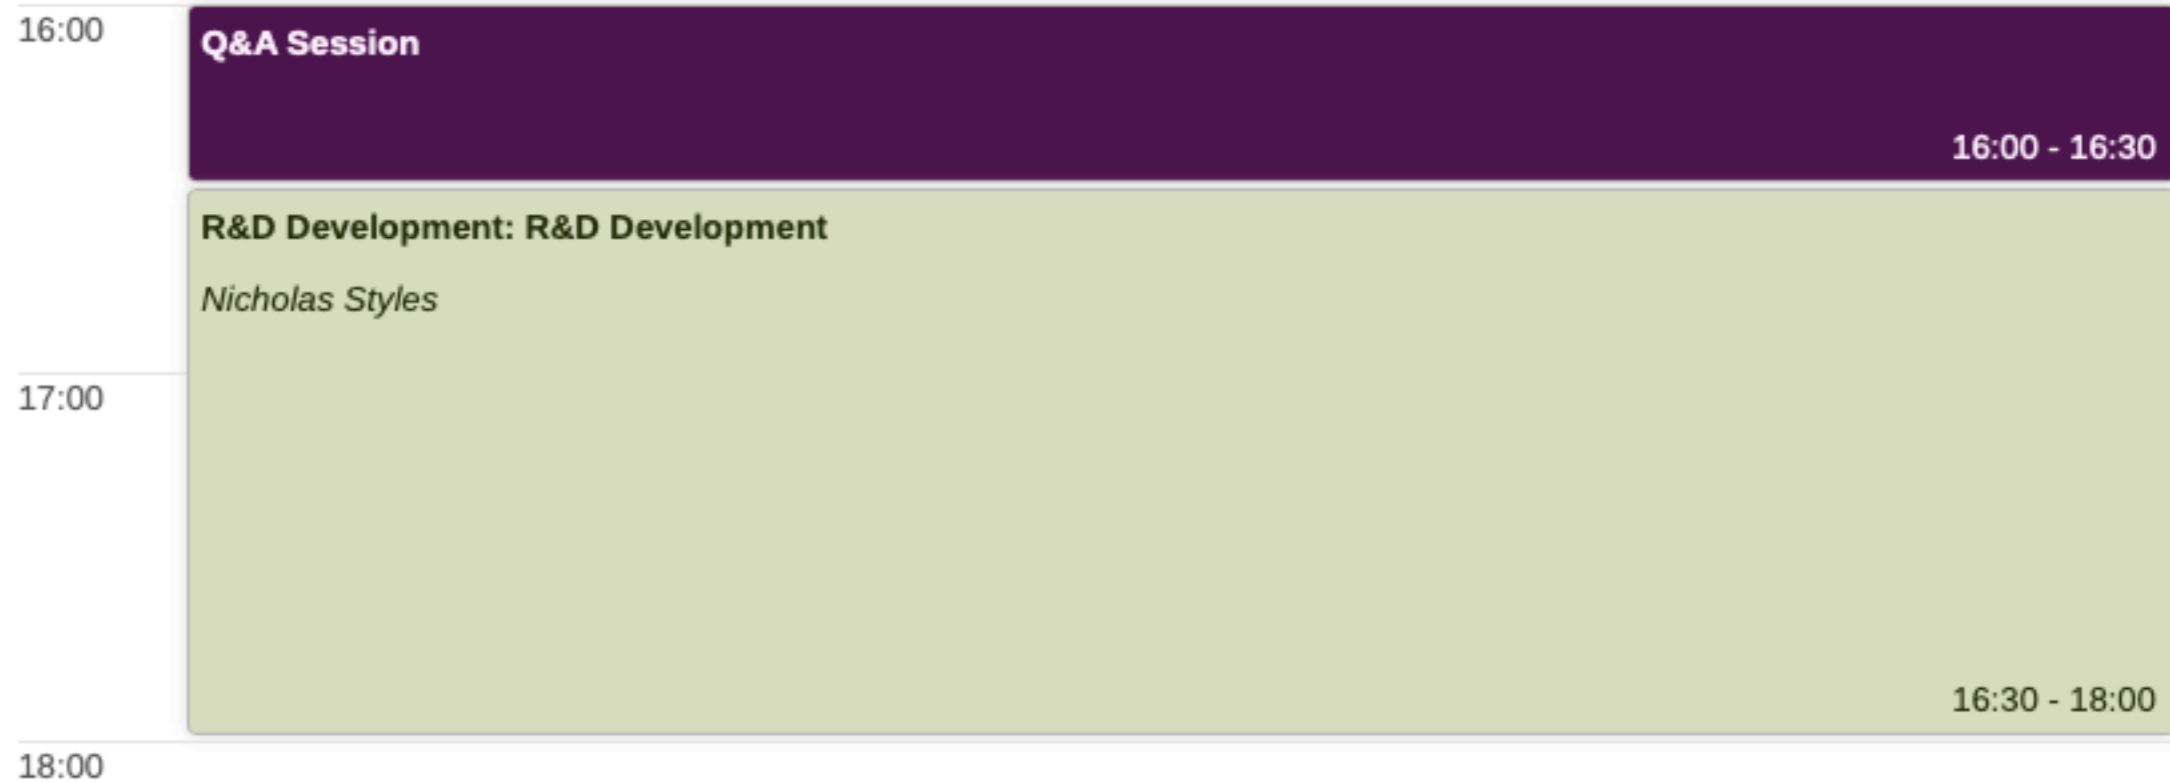 16:00
Q&A Session
16:00 - 16:30
R&D Development: R&D Development
Nicholas Styles
17:00
16:30 - 18:00
18:00